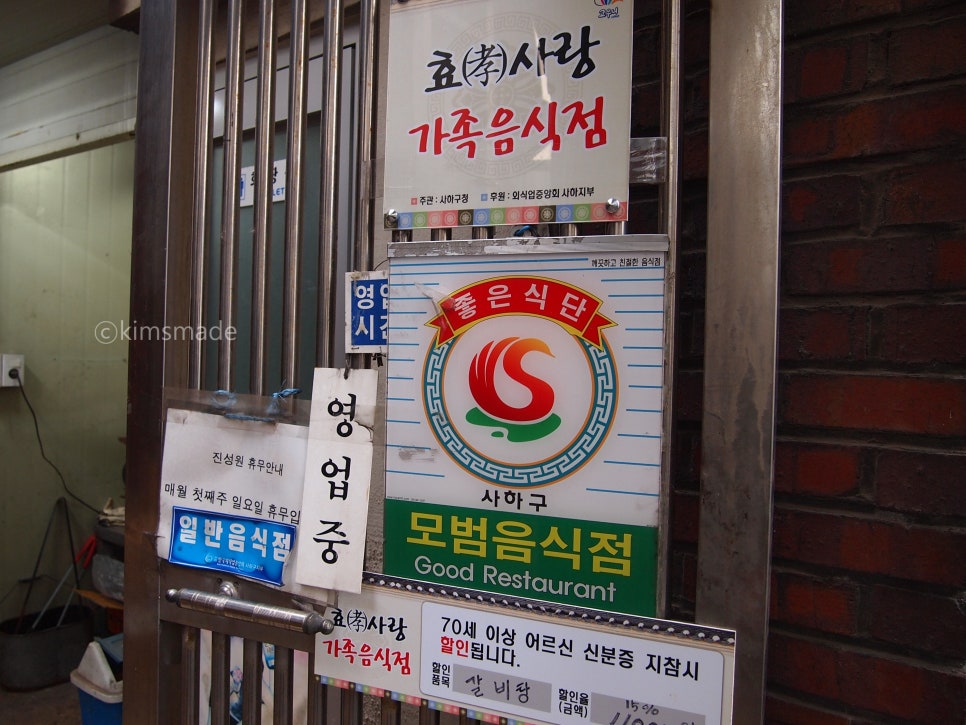 효(孝)사랑
가족음식점
주관 : 사하구청 후원 : 외식업중앙회 사하지부
깨끗하고 친절한 음식점
좋은식단
영업
시간
©kimsmade
사하구
모범음식점
Good Restaurant
영업중
진성원 휴무안내
매월 첫째주 일요일 휴무입
일반음식점
효(孝)사랑
가족음식점
70세 이상 어르신 신분증 지참시
할인됩니다.
할인
품목
갈비탕
할인율
(금액)
15%